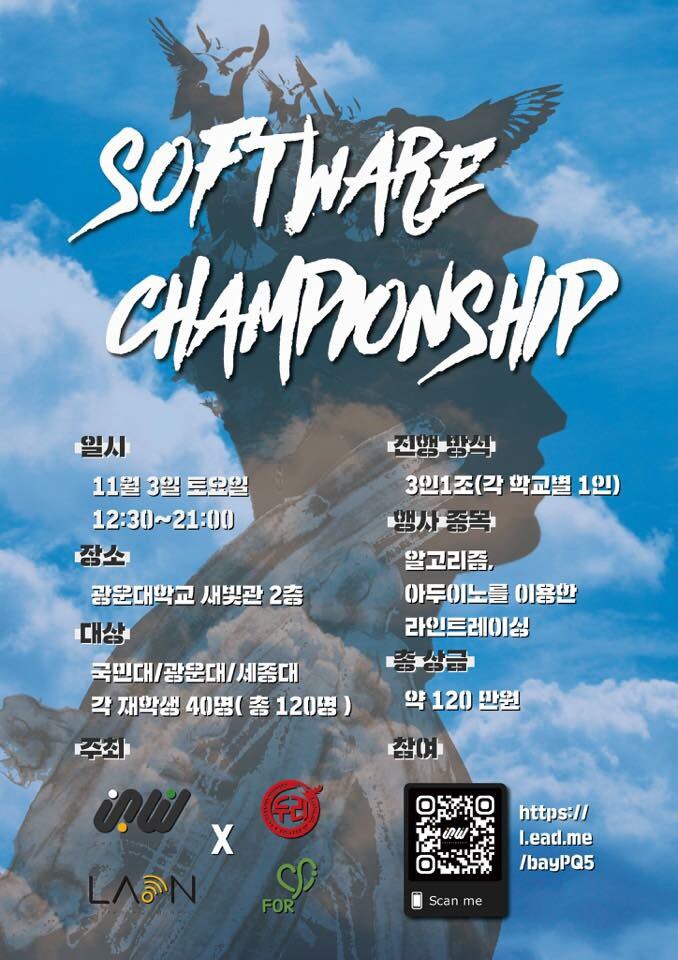 SOFTWARE
CHAMPIONSHIP
일시
11월 3일 토요일
12:30~21:00
장소
광운대학교 새빛관 2층
대상
국민대/광운대/세종대
각 재학생 40명( 총 120명 )
주최
X
두리
LAON
FOR
진행 방식
3인1조(각 학교별 1인)
행사 종목
알고리즘,
아두이노를 이용한
라인트레이싱
총 상금
약 120 만원
참여
https://
l.ead.me
/bayPQ5
Scan me